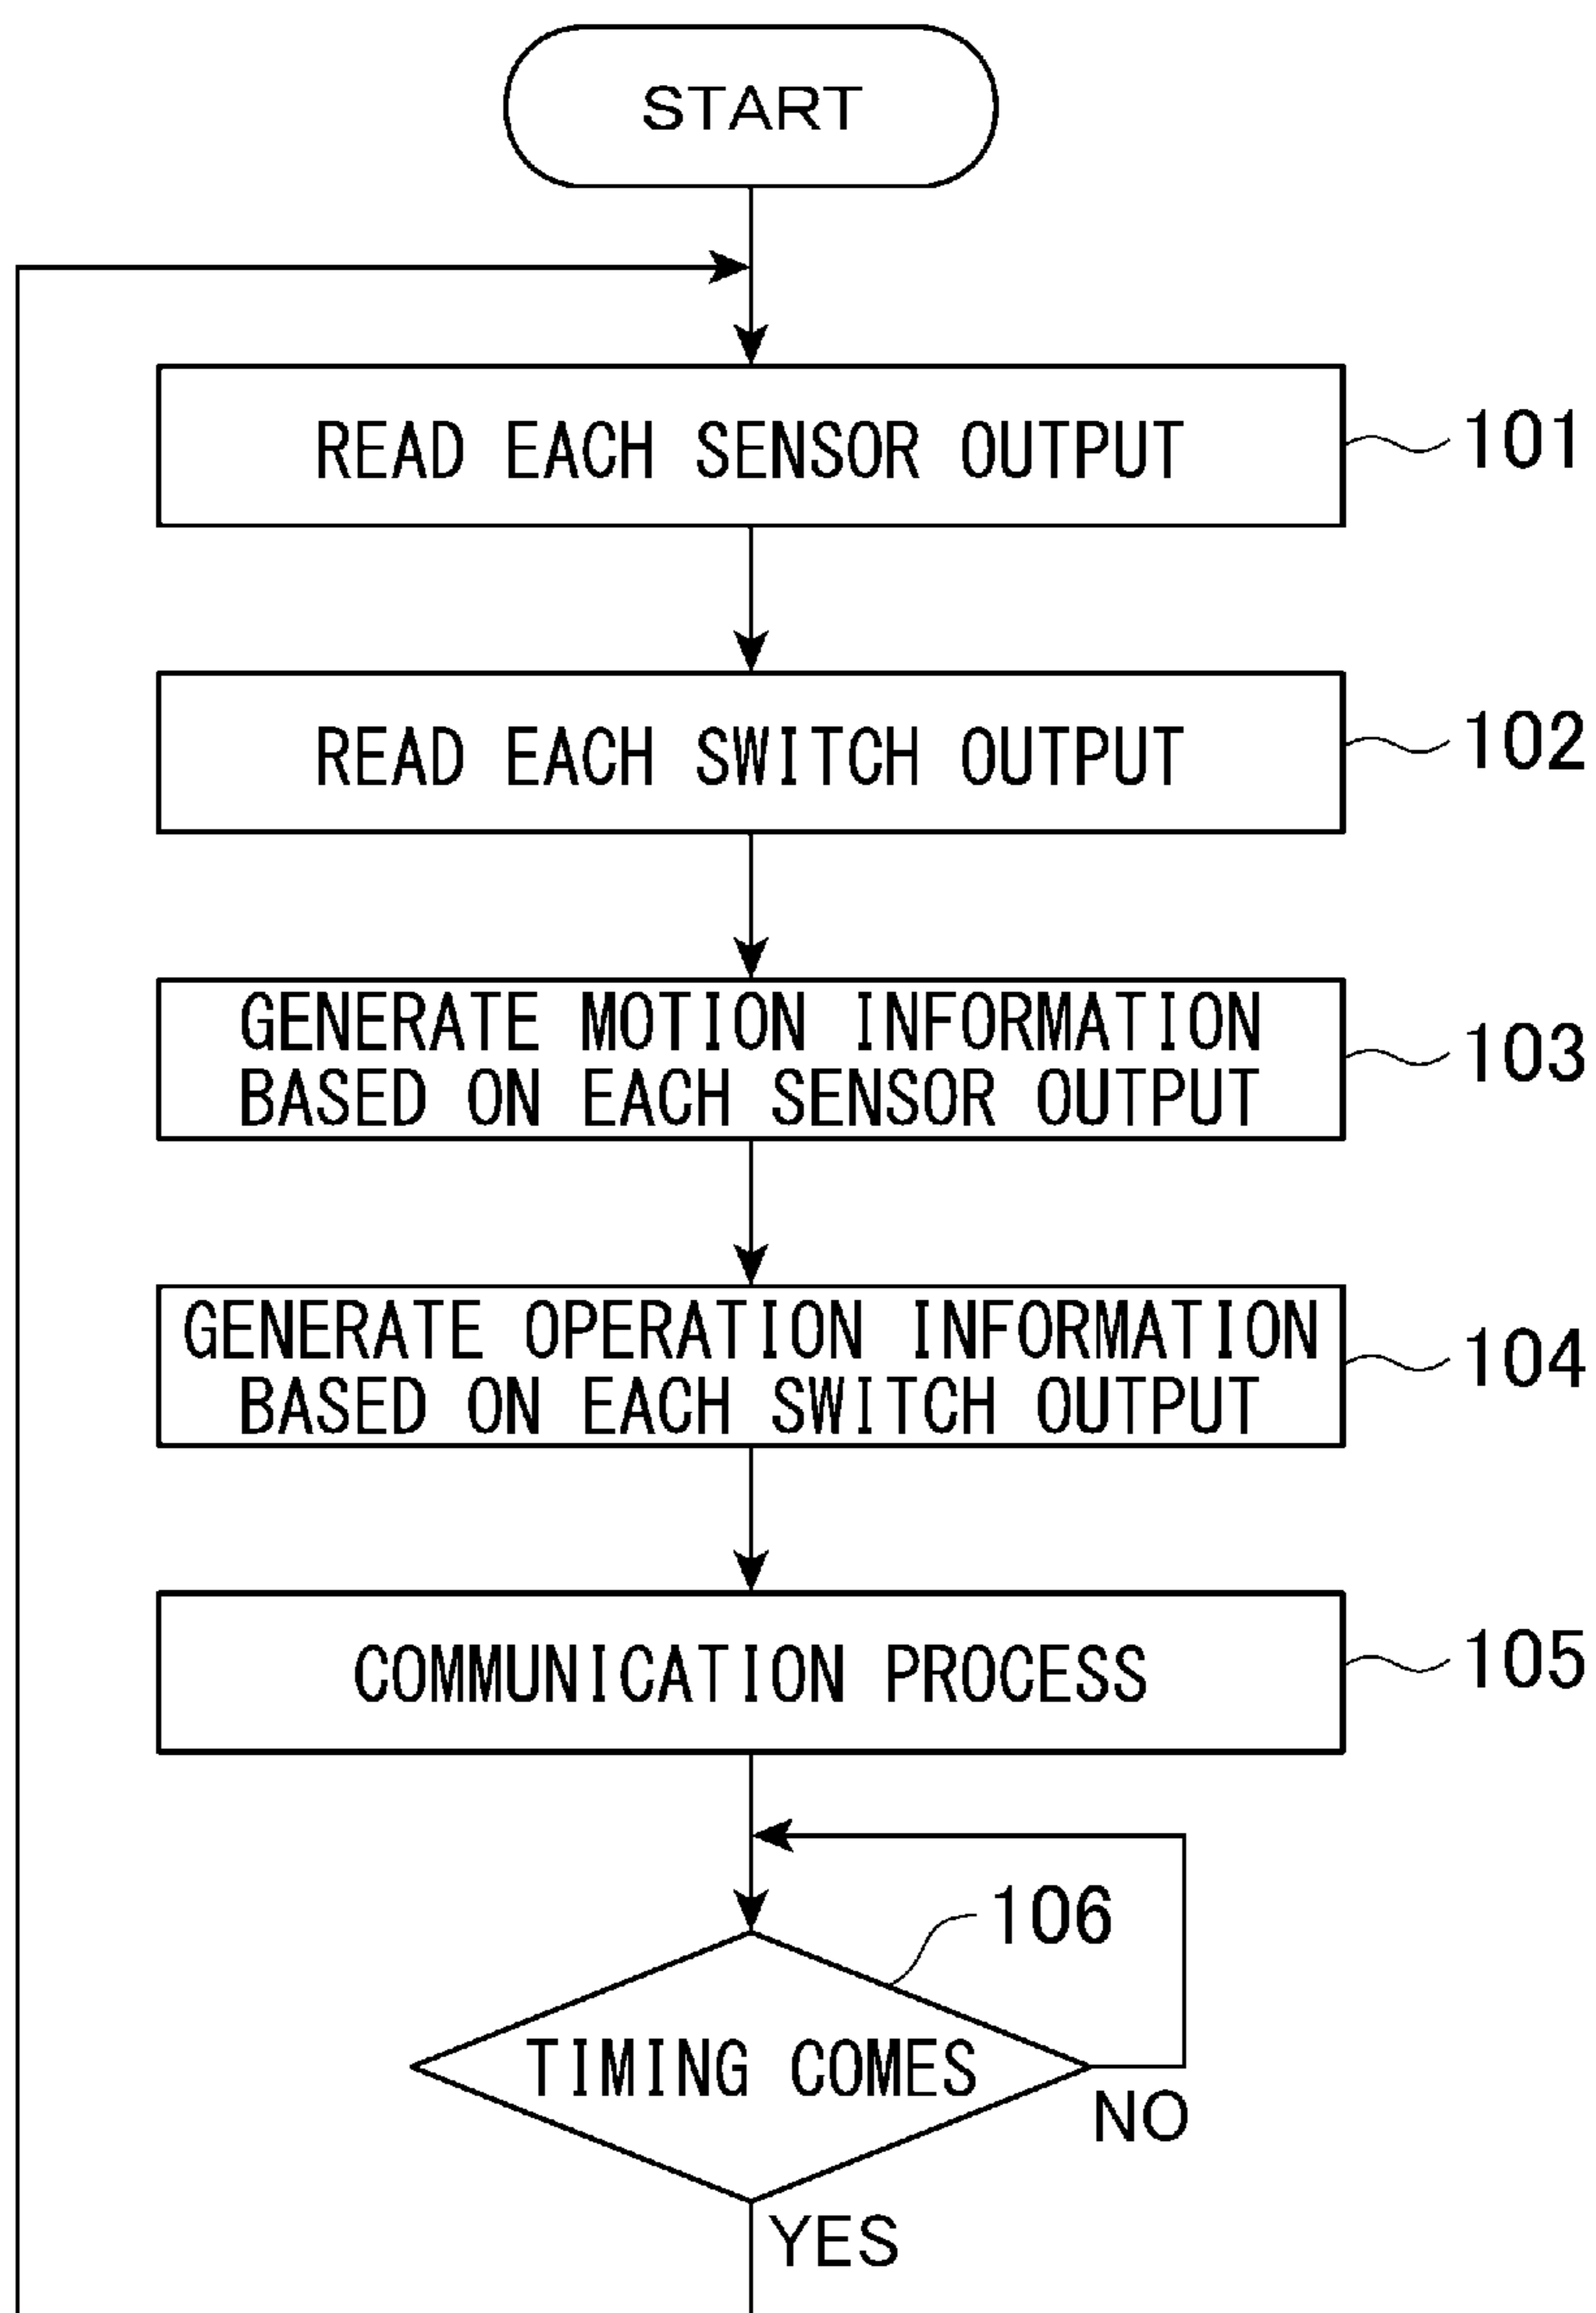 START
READ EACH SENSOR OUTPUT
101
READ EACH SWITCH OUTPUT
102
GENERATE MOTION INFORMATION
BASED ON EACH SENSOR OUTPUT
103
GENERATE OPERATION INFORMATION
BASED ON EACH SWITCH OUTPUT
104
COMMUNICATION PROCESS
105
106
TIMING COMES
NO
YES